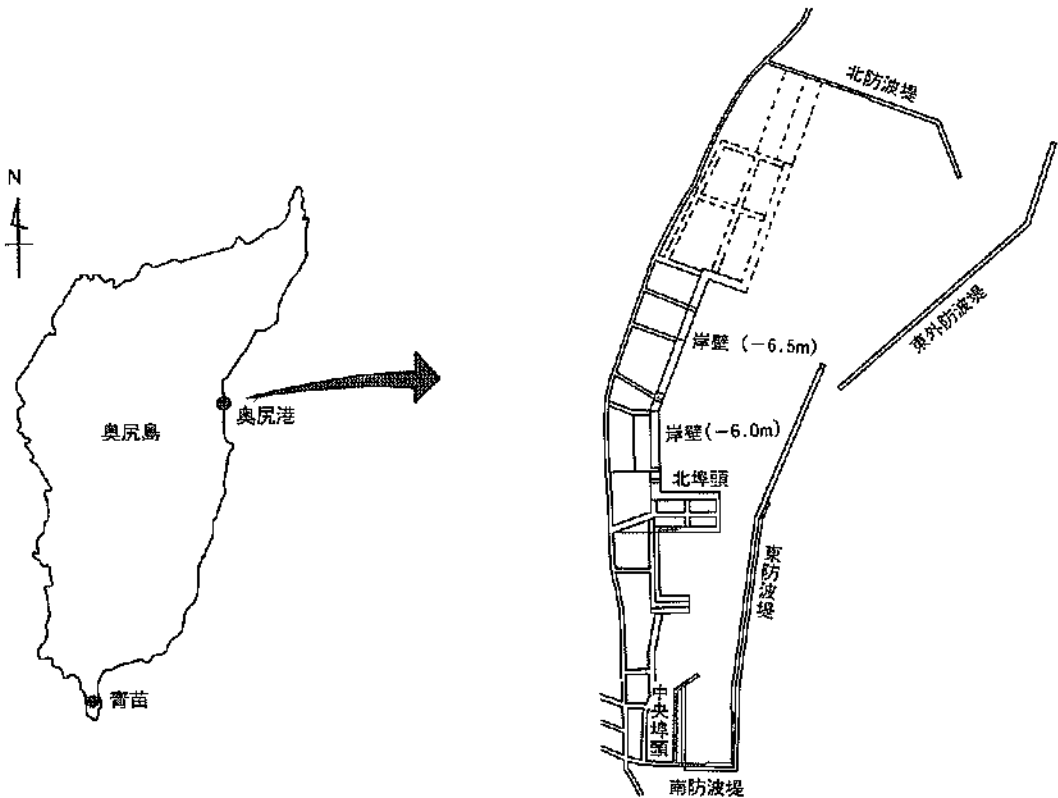 N
奥尻島
奥尻港
青苗
北防波堤
東外防波堤
岸壁 (-6.5m)
岸壁(-6.0m)
北埠頭
東防波堤
中央埠頭
南防波堤